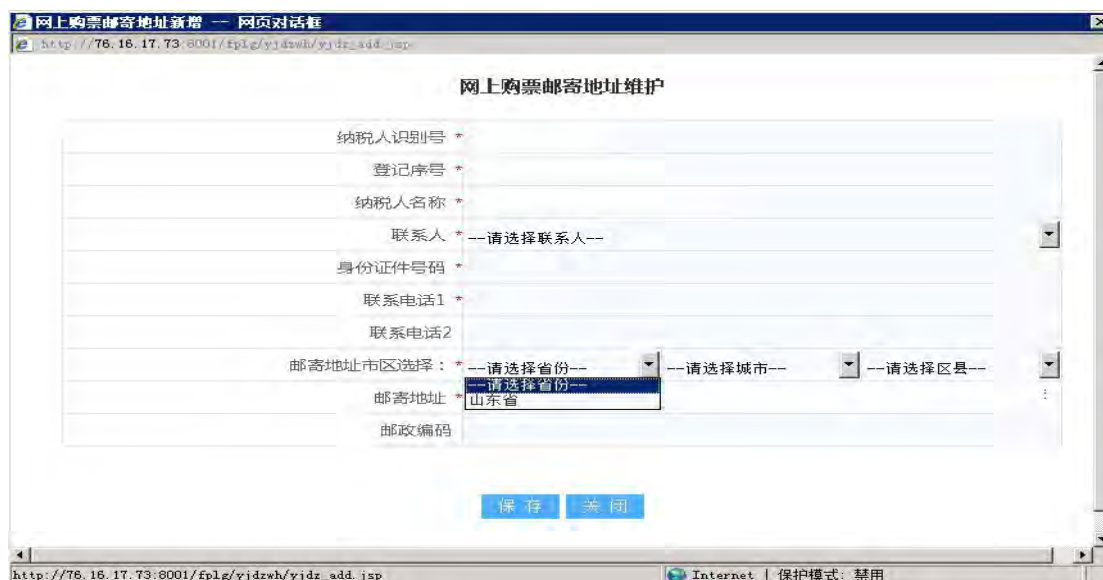 网上购票邮寄地址新增 -- 网页对话框
http://76.16.17.73:8001/fplg/yjdzwh/yjdz_add.jsp
网上购票邮寄地址维护
纳税人识别号 *
登记序号 *
纳税人名称 *
联系人 * --请选择联系人--
身份证件号码 *
联系电话1 *
联系电话2
邮寄地址市区选择： * --请选择省份-- --请选择城市-- --请选择区县--
--请选择省份--
邮寄地址 * 山东省
邮政编码
保 存 关 闭
http://76.16.17.73:8001/fplg/yjdzwh/yjdz_add.jsp Internet | 保护模式: 禁用